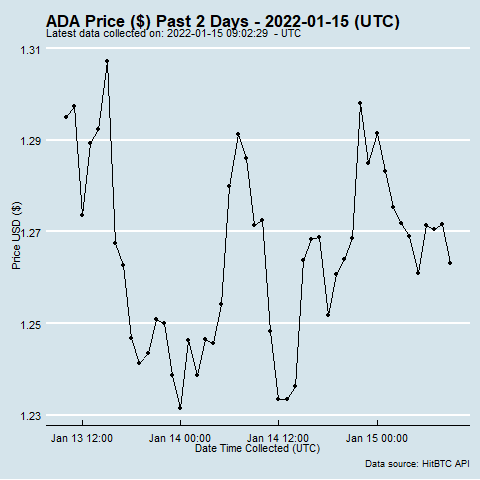 ADA Price ($) Past 2 Days - 2022-01-15 (UTC)
Latest data collected on: 2022-01-15 09:02:29  - UTC
1.31
1.29
1.27
1.25
1.23
Price USD ($)
Jan 13 12:00
Jan 14 00:00
Jan 14 12:00
Jan 15 00:00
Date Time Collected (UTC)
Data source: HitBTC API